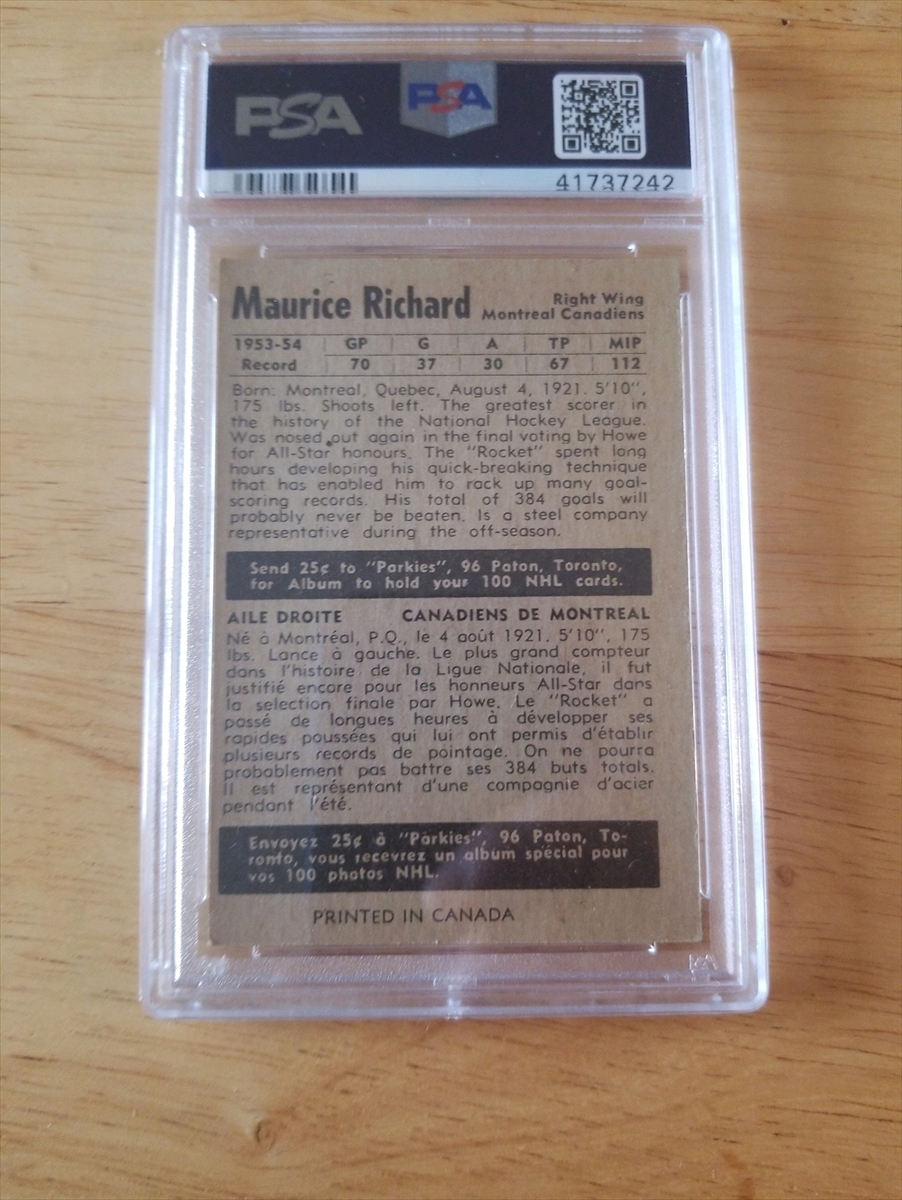 PSA PSA
41737242
Maurice Richard Right Wing
Montreal Canadiens
1953-54 GP G A TP MIP
Record 70 37 30 67 112
Born: Montreal, Quebec, August 4, 1921. 5'10",
175 lbs. Shoots left. The greatest scorer in
the history of the National Hockey League.
Was nosed out again in the final voting by Howe
for All-Star honours. The "Rocket" spent long
hours developing his quick-breaking technique
that has enabled him to rack up many goal-
scoring records. His total of 384 goals will
probably never be beaten. Is a steel company
representative during the off-season.
Send 25¢ to "Parkies", 96 Paton, Toronto,
for Album to hold your 100 NHL cards.
AILE DROITE CANADIENS DE MONTREAL
Né à Montréal, P.Q., le 4 août 1921. 5'10", 175
lbs. Lance à gauche. Le plus grand compteur
dans l'histoire de la Ligue Nationale, il fut
justifié encore pour les honneurs All-Star dans
la selection finale par Howe. Le "Rocket" a
passé de longues heures à développer ses
rapides poussées qui lui ont permis d'établir
plusieurs records de pointage. On ne pourra
probablement pas battre ses 384 buts totals.
Il est représentant d'une compagnie d'acier
pendant l'été.
Envoyez 25¢ à "Parkies", 96 Paton, To-
ronto, vous recevrez un album spécial pour
vos 100 photos NHL.
PRINTED IN CANADA